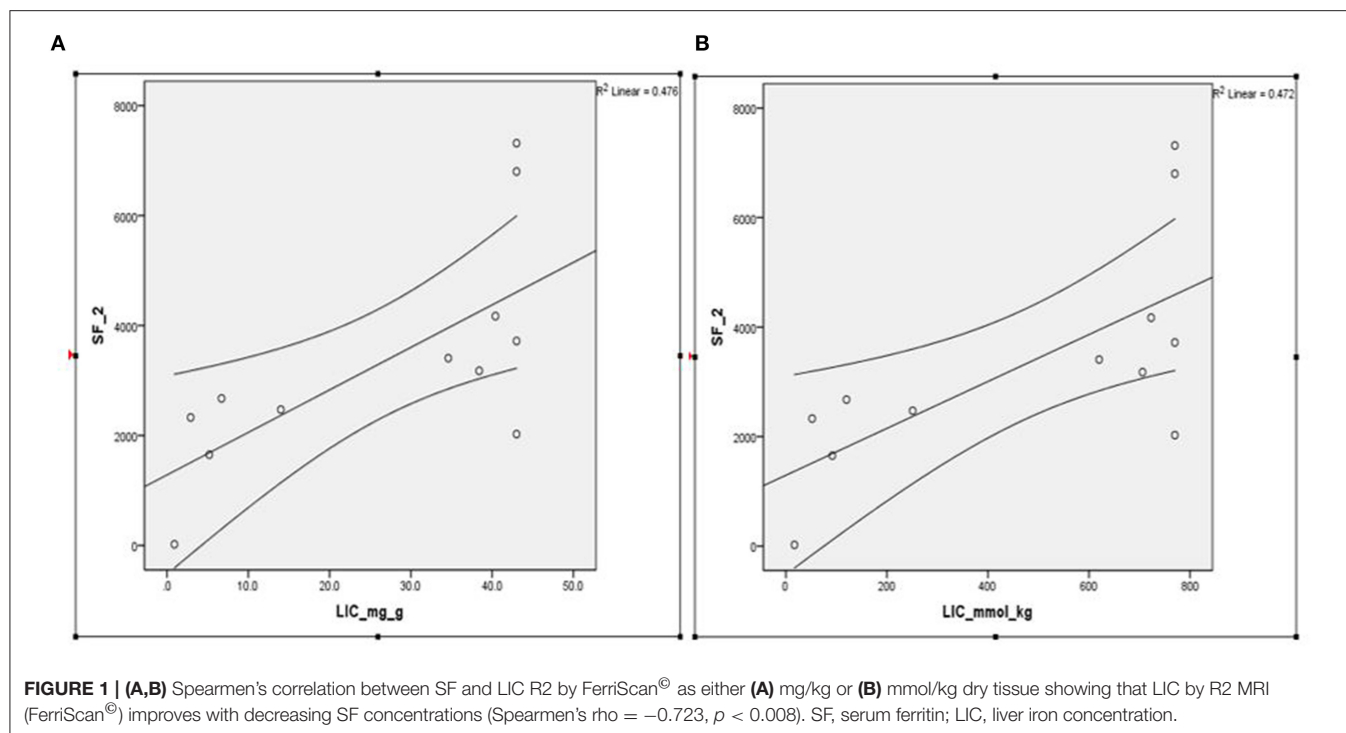 A
B
R² Linear = 0.476
R² Linear = 0.472
8000
6000
4000
2000
0
SF_2
.0 10.0 20.0 30.0 40.0 50.0
LIC_mg_g
8000
6000
4000
2000
0
SF_2
0 200 400 600 800
LIC_mmol_kg
FIGURE 1 | (A,B) Spearmen's correlation between SF and LIC R2 by FerriScan© as either (A) mg/kg or (B) mmol/kg dry tissue showing that LIC by R2 MRI
(FerriScan©) improves with decreasing SF concentrations (Spearmen's rho = −0.723, p < 0.008). SF, serum ferritin; LIC, liver iron concentration.